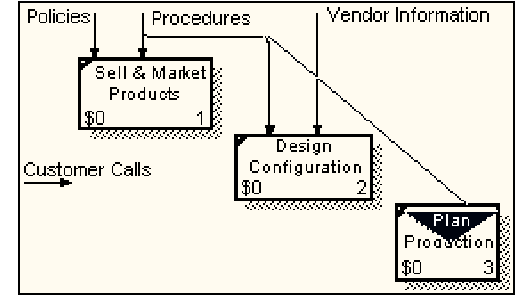 Policies
Procedures
Vendor Information
Sell & Market
Products
$0 1
Customer Calls
Design
Configuration
$0 2
Plan
Production
$0 3